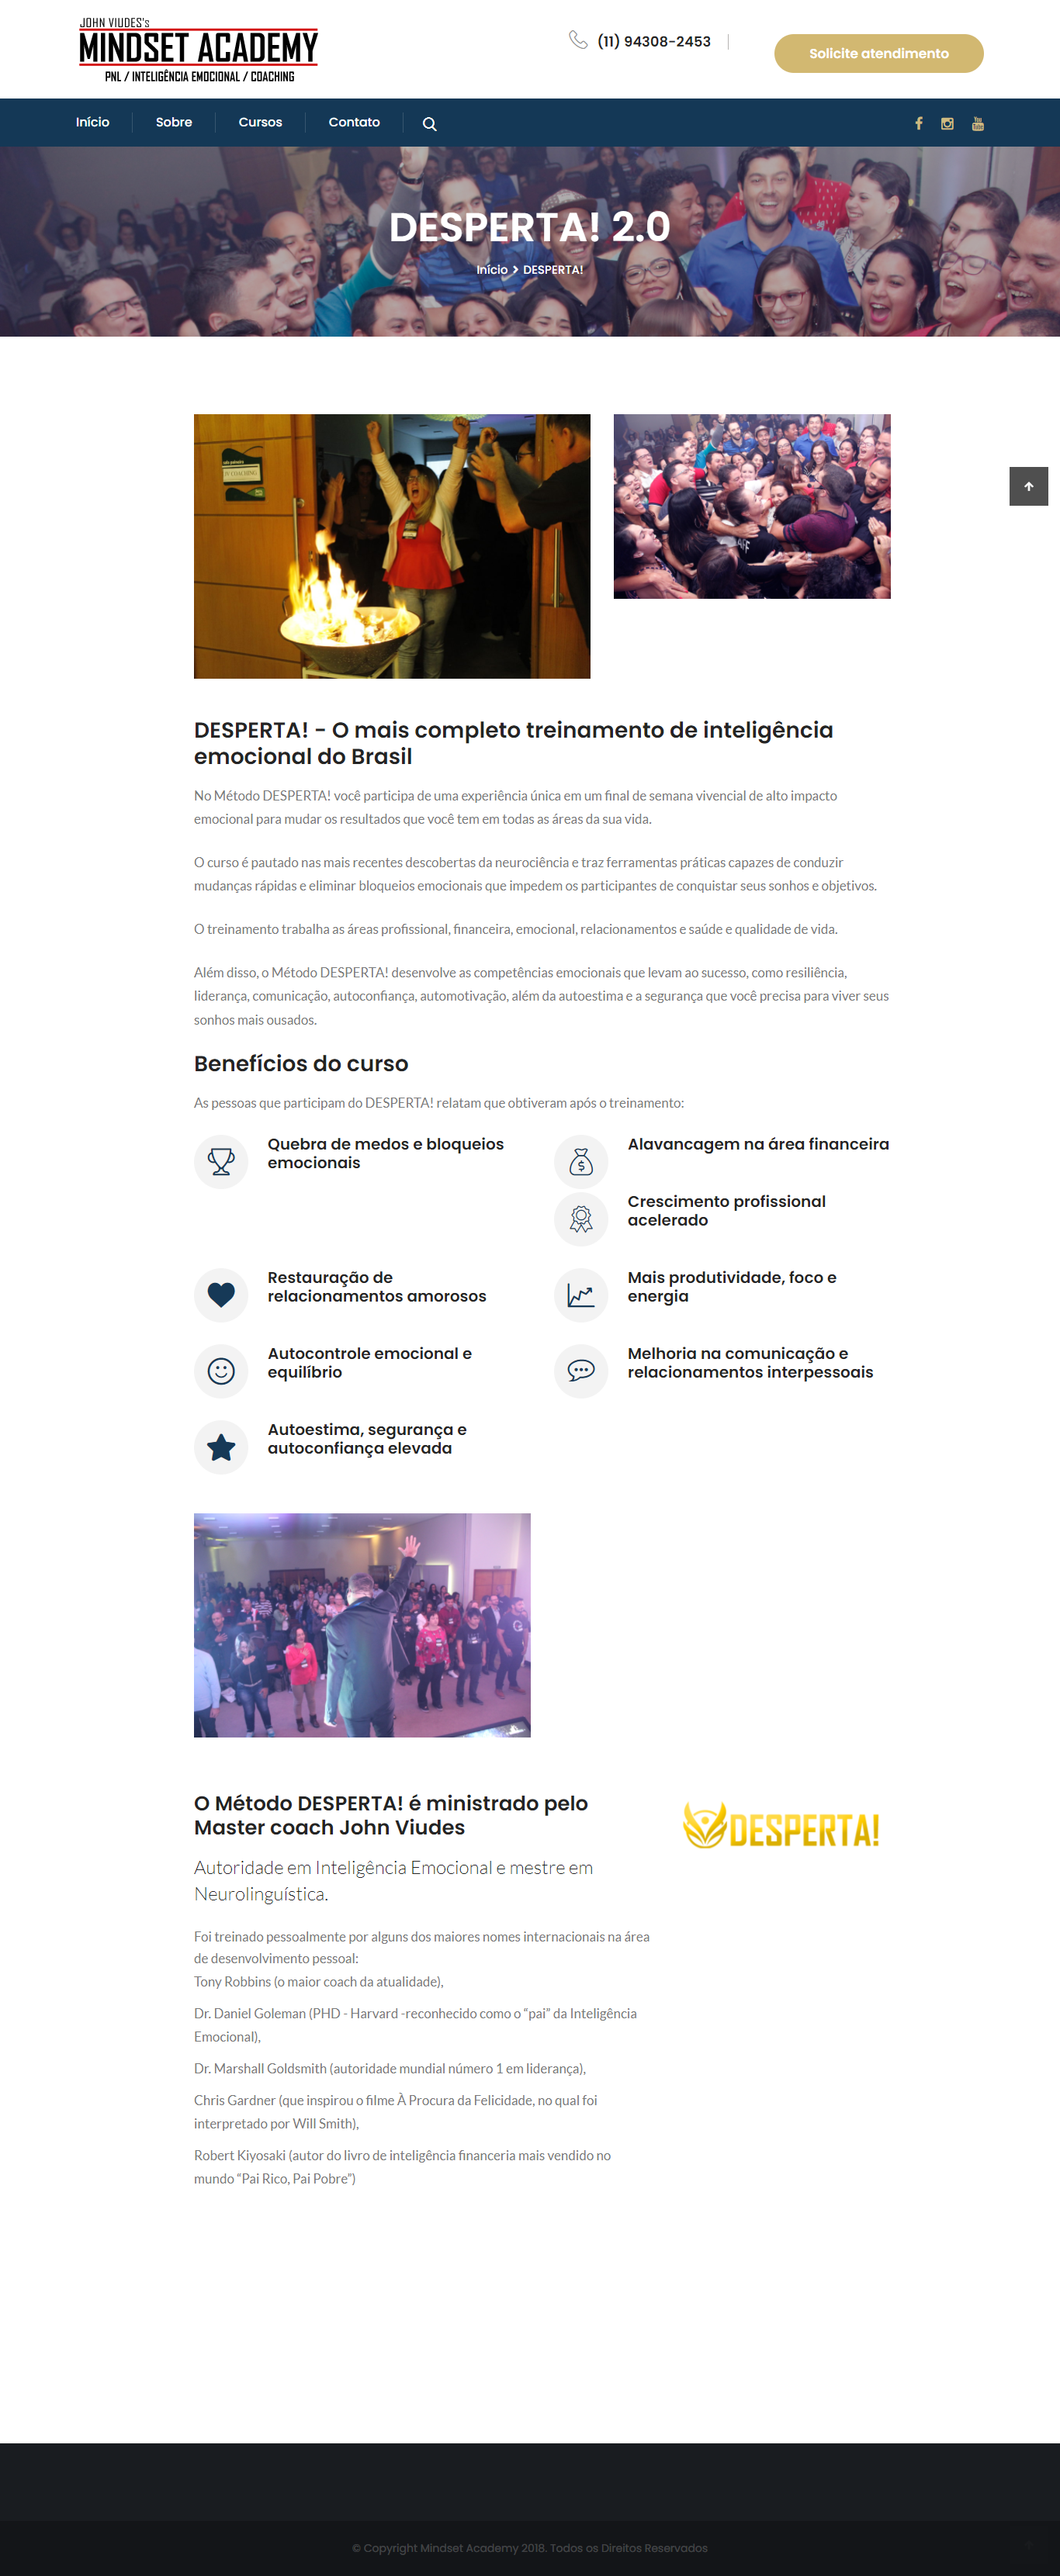 JOHN VIUDES's
MINDSET ACADEMY
PNL / INTELIGÊNCIA EMOCIONAL / COACHING
(11) 94308-2453
Solicite atendimento
Início
Sobre
Cursos
Contato
DESPERTA! 2.0
Início > DESPERTA!
DESPERTA! - O mais completo treinamento de inteligência
emocional do Brasil
No Método DESPERTA! você participa de uma experiência única em um final de semana vivencial de alto impacto
emocional para mudar os resultados que você tem em todas as áreas da sua vida.
O curso é pautado nas mais recentes descobertas da neurociência e traz ferramentas práticas capazes de conduzir
mudanças rápidas e eliminar bloqueios emocionais que impedem os participantes de conquistar seus sonhos e objetivos.
O treinamento trabalha as áreas profissional, financeira, emocional, relacionamentos e saúde e qualidade de vida.
Além disso, o Método DESPERTA! desenvolve as competências emocionais que levam ao sucesso, como resiliência,
liderança, comunicação, autoconfiança, automotivação, além da autoestima e a segurança que você precisa para viver seus
sonhos mais ousados.
Benefícios do curso
As pessoas que participam do DESPERTA! relatam que obtiveram após o treinamento:
Quebra de medos e bloqueios
emocionais
Alavancagem na área financeira
Crescimento profissional
acelerado
Restauração de
relacionamentos amorosos
Mais produtividade, foco e
energia
Autocontrole emocional e
equilíbrio
Melhoria na comunicação e
relacionamentos interpessoais
Autoestima, segurança e
autoconfiança elevada
O Método DESPERTA! é ministrado pelo
Master coach John Viudes
DESPERTA!
Autoridade em Inteligência Emocional e mestre em
Neurolinguística.
Foi treinado pessoalmente por alguns dos maiores nomes internacionais na área
de desenvolvimento pessoal:
Tony Robbins (o maior coach da atualidade),
Dr. Daniel Goleman (PHD - Harvard -reconhecido como o “pai” da Inteligência
Emocional),
Dr. Marshall Goldsmith (autoridade mundial número 1 em liderança),
Chris Gardner (que inspirou o filme À Procura da Felicidade, no qual foi
interpretado por Will Smith),
Robert Kiyosaki (autor do livro de inteligência financeria mais vendido no
mundo “Pai Rico, Pai Pobre”)
© Copyright Mindset Academy 2018. Todos os Direitos Reservados